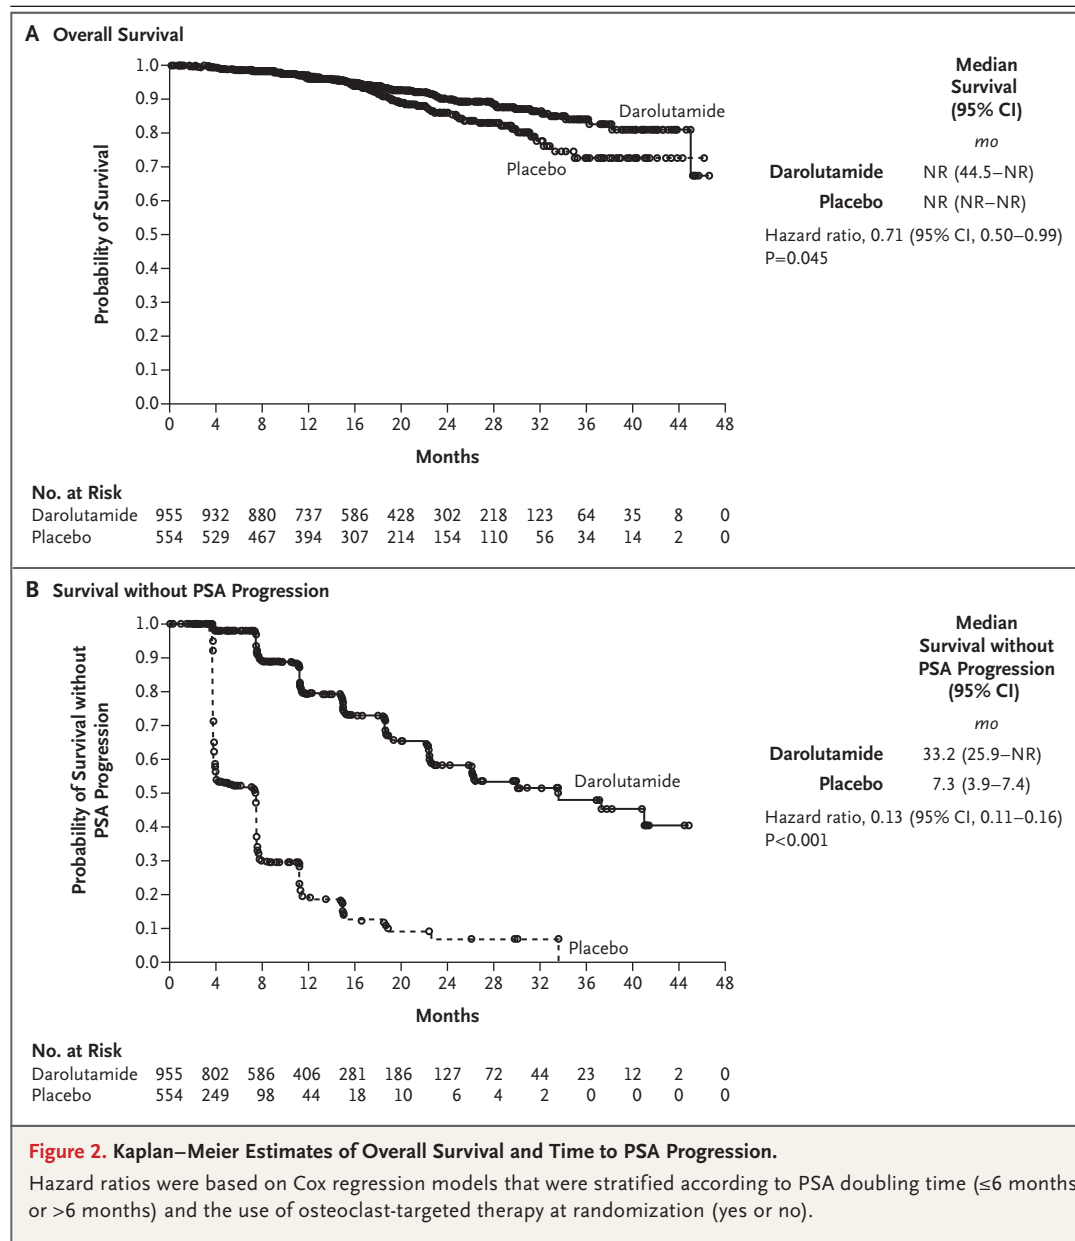 A Overall Survival
1.0
0.9
0.8
0.7
0.6
0.5
0.4
0.3
0.2
0.1
0.0
Probability of Survival
Darolutamide
Placebo
0 4 8 12 16 20 24 28 32 36 40 44 48
Months
Median
Survival
(95% CI)
mo
Darolutamide NR (44.5–NR)
Placebo NR (NR–NR)
Hazard ratio, 0.71 (95% CI, 0.50–0.99)
P=0.045
No. at Risk
Darolutamide 955 932 880 737 586 428 302 218 123 64 35 8 0
Placebo 554 529 467 394 307 214 154 110 56 34 14 2 0
B Survival without PSA Progression
1.0
0.9
0.8
0.7
0.6
0.5
0.4
0.3
0.2
0.1
0.0
Probability of Survival without
PSA Progression
Darolutamide
Placebo
0 4 8 12 16 20 24 28 32 36 40 44 48
Months
Median
Survival without
PSA Progression
(95% CI)
mo
Darolutamide 33.2 (25.9–NR)
Placebo 7.3 (3.9–7.4)
Hazard ratio, 0.13 (95% CI, 0.11–0.16)
P<0.001
No. at Risk
Darolutamide 955 802 586 406 281 186 127 72 44 23 12 2 0
Placebo 554 249 98 44 18 10 6 4 2 0 0 0 0
Figure 2. Kaplan–Meier Estimates of Overall Survival and Time to PSA Progression.
Hazard ratios were based on Cox regression models that were stratified according to PSA doubling time (≤6 months
or >6 months) and the use of osteoclast-targeted therapy at randomization (yes or no).